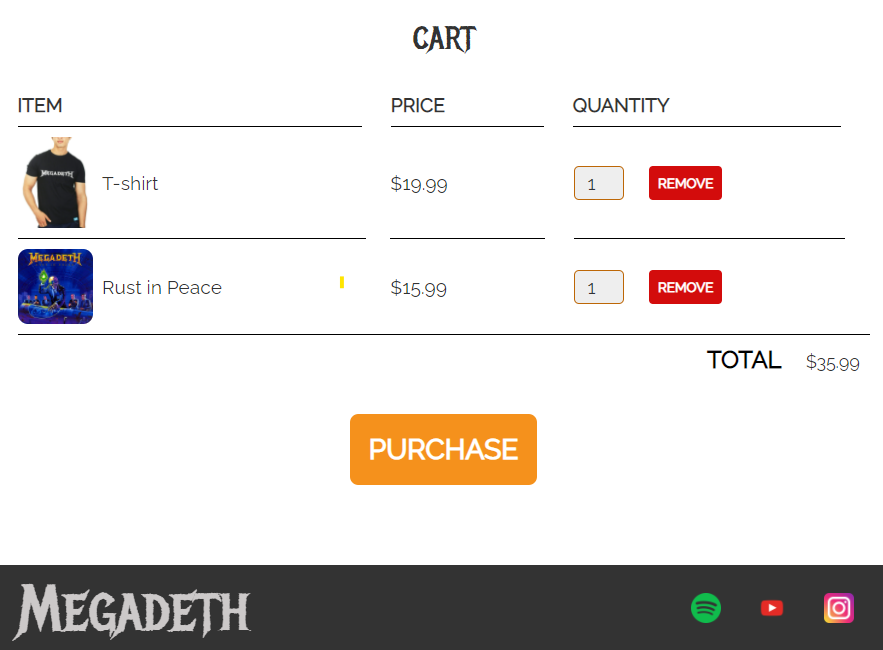 CART
ITEM PRICE QUANTITY
MEGADETH
T-shirt $19.99 1 REMOVE
MEGADETH
Rust in Peace $15.99 1 REMOVE
TOTAL $35.99
PURCHASE
MEGADETH